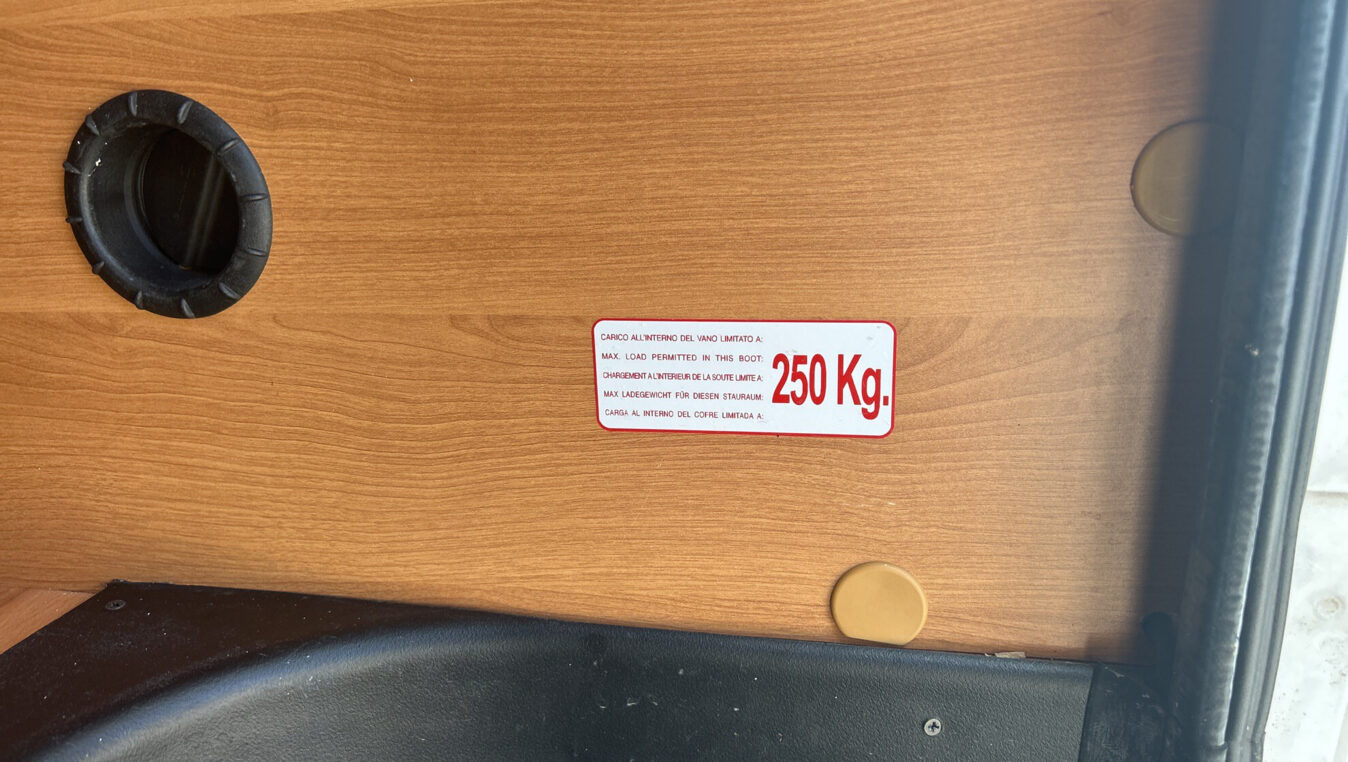 CARICO ALL'INTERNO DEL VANO LIMITATO A:
MAX. LOAD PERMITTED IN THIS BOOT:
CHARGEMENT A L'INTERIEUR DE LA SOUTE LIMITE A:
MAX LADEGEWICHT FÜR DIESEN STAURAUM:
CARGA AL INTERNO DEL COFRE LIMITADA A:
250 Kg.